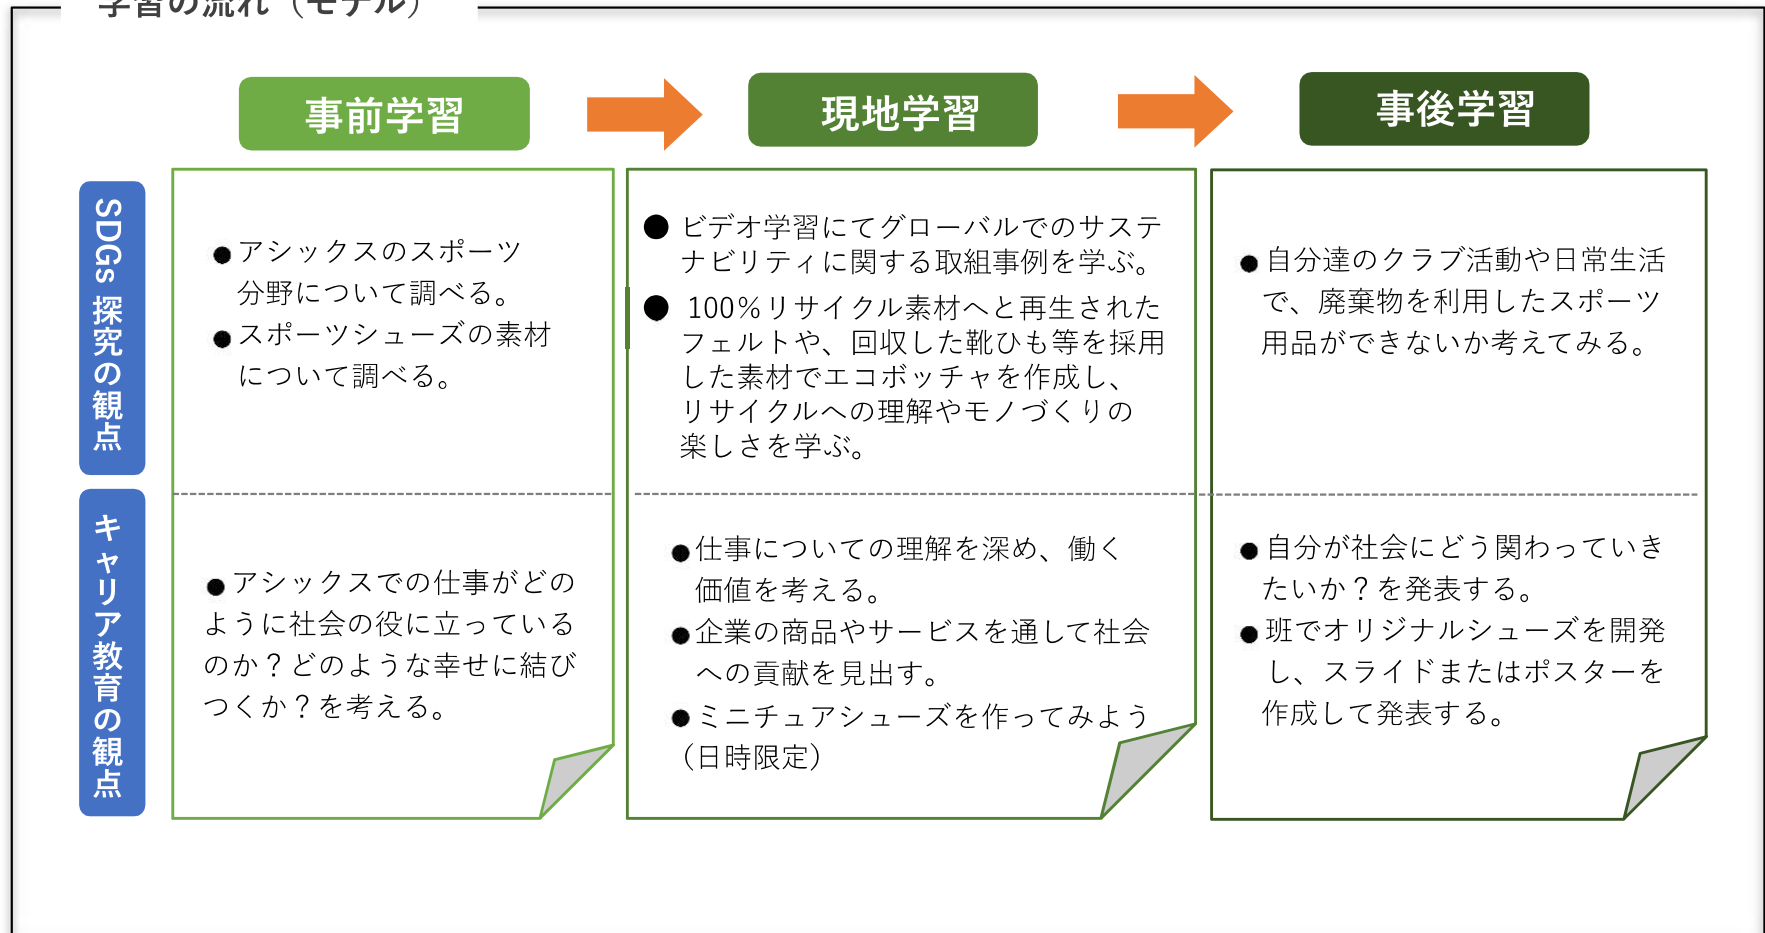 学習の流れ（モデル）
事前学習
現地学習
事後学習
SDGs 探究の観点
●アシックスのスポーツ
分野について調べる。
●スポーツシューズの素材
について調べる。
● ビデオ学習にてグローバルでのサステ
ナビリティに関する取組事例を学ぶ。
● 100%リサイクル素材へと再生された
フェルトや、回収した靴ひも等を採用
した素材でエコボッチャを作成し、
リサイクルへの理解やモノづくりの
楽しさを学ぶ。
●自分達のクラブ活動や日常生活
で、廃棄物を利用したスポーツ
用品ができないか考えてみる。
キャリア教育の観点
●アシックスでの仕事がどの
ように社会の役に立っている
のか？どのような幸せに結び
つくか？を考える。
●仕事についての理解を深め、働く
価値を考える。
●企業の商品やサービスを通して社会
への貢献を見出す。
●ミニチュアシューズを作ってみよう
（日時限定）
●自分が社会にどう関わっていき
たいか？を発表する。
●班でオリジナルシューズを開発
し、スライドまたはポスターを
作成して発表する。